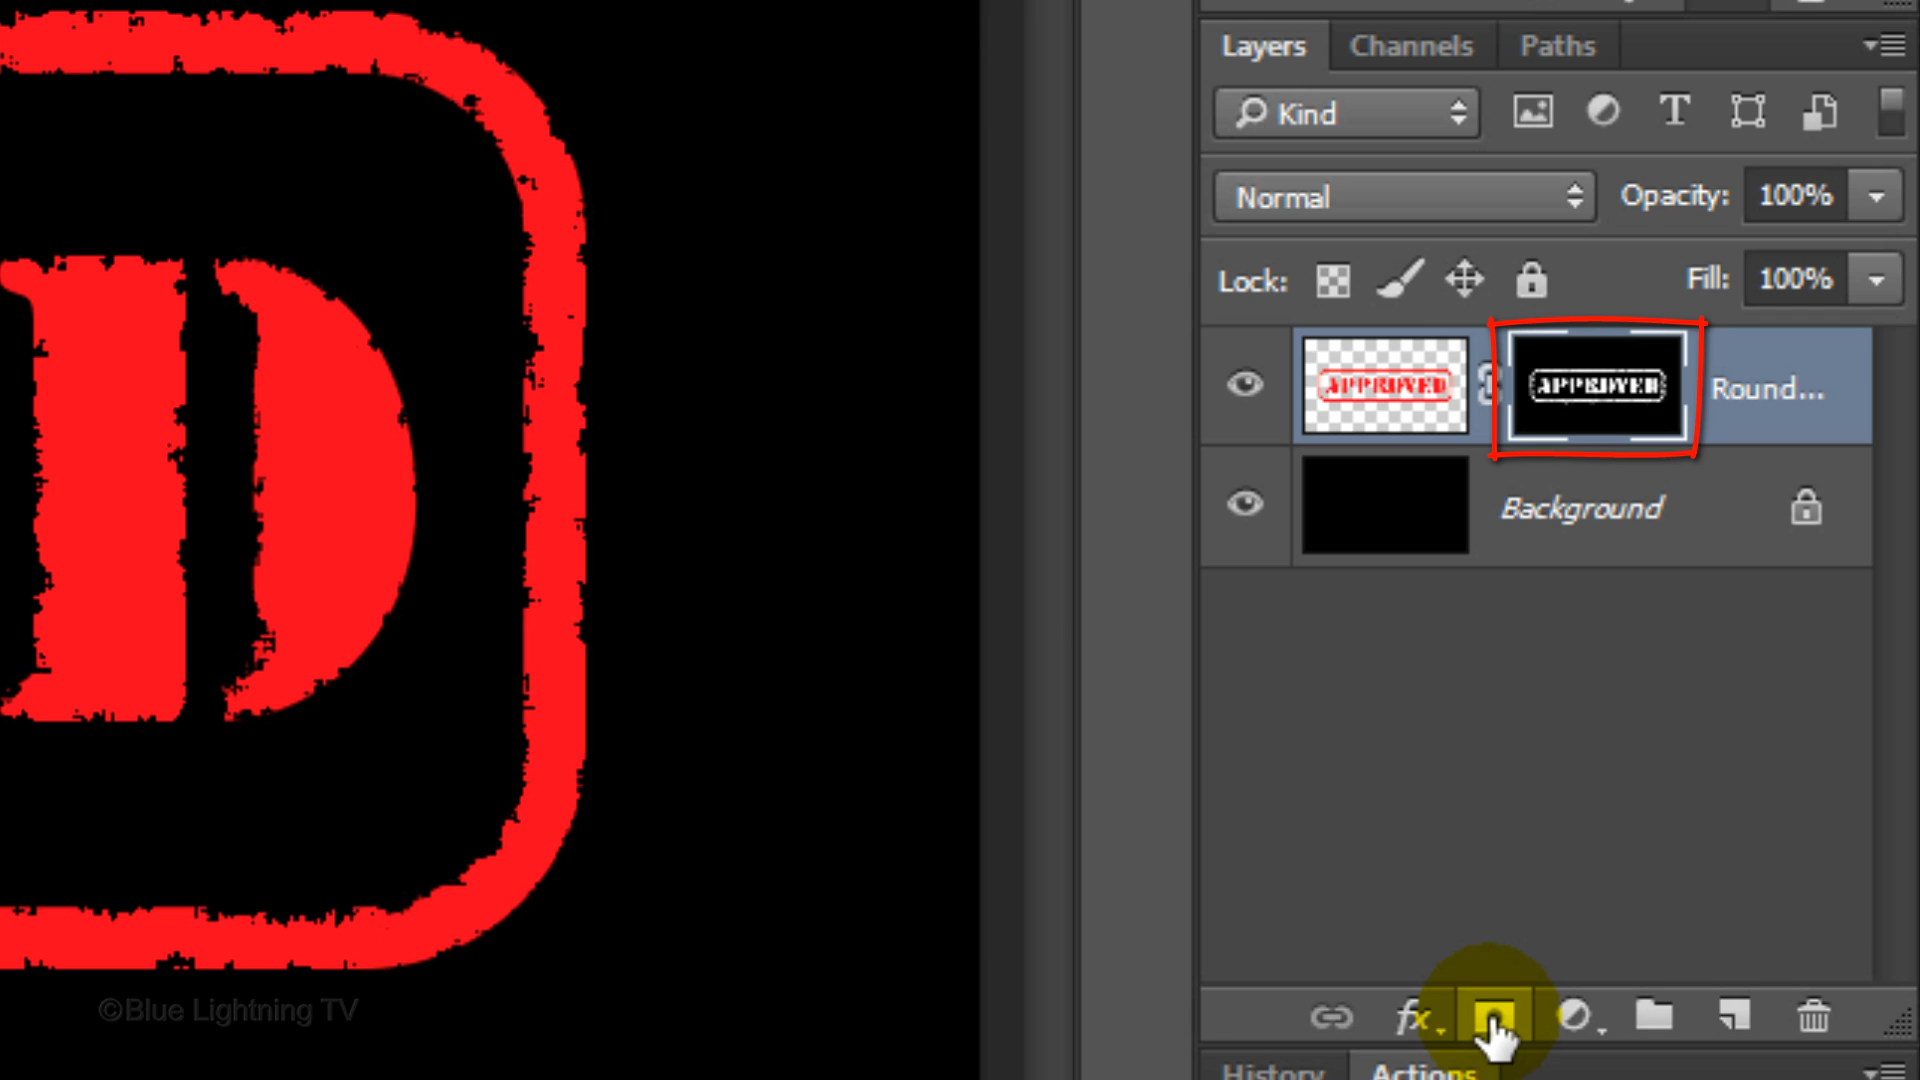 D
Layers Channels Paths
Kind T
Normal Opacity: 100%
Lock: Fill: 100%
APPROVED APPROVED Round...
Background
fx
©Blue Lightning TV
History Actions